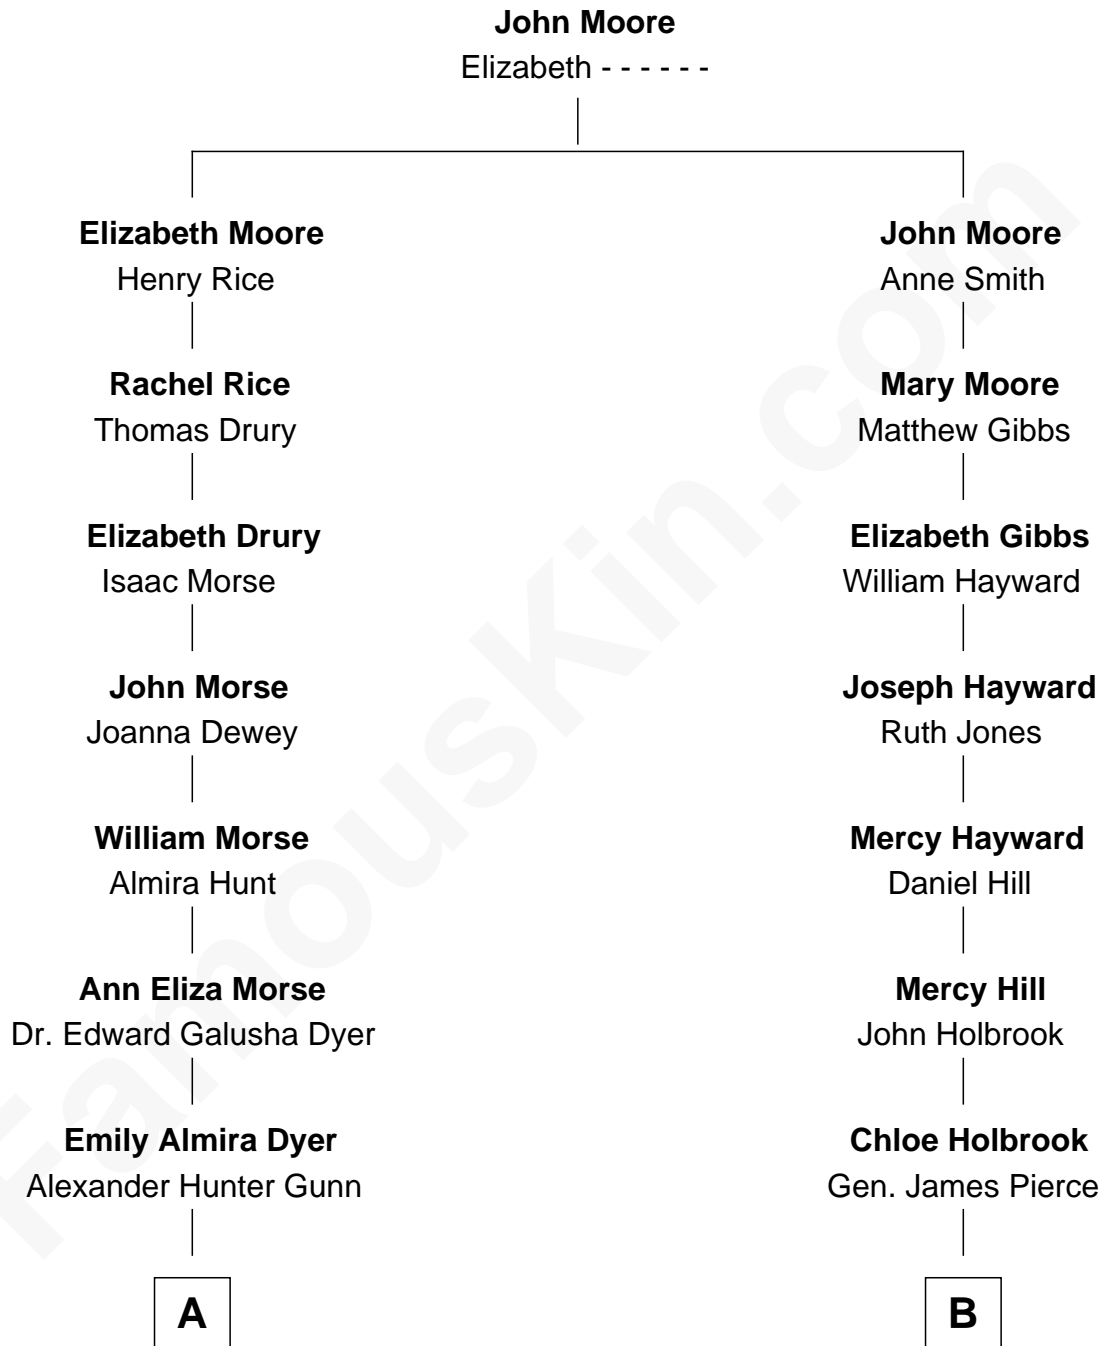 John Moore
Elizabeth - - - - - -
Elizabeth Moore
Henry Rice
John Moore
Anne Smith
Rachel Rice
Thomas Drury
Mary Moore
Matthew Gibbs
Elizabeth Drury
Isaac Morse
Elizabeth Gibbs
William Hayward
John Morse
Joanna Dewey
Joseph Hayward
Ruth Jones
William Morse
Almira Hunt
Mercy Hayward
Daniel Hill
Ann Eliza Morse
Dr. Edward Galusha Dyer
Mercy Hill
John Holbrook
Emily Almira Dyer
Alexander Hunter Gunn
Chloe Holbrook
Gen. James Pierce
A
B
FamousKin.com